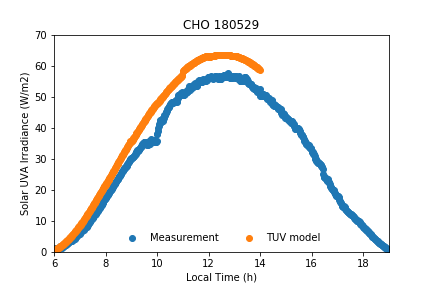 CHO 180529
70
60
50
40
30
20
10
0
Solar UVA Irradiance (W/m2)
Measurement TUV model
6 8 10 12 14 16 18
Local Time (h)